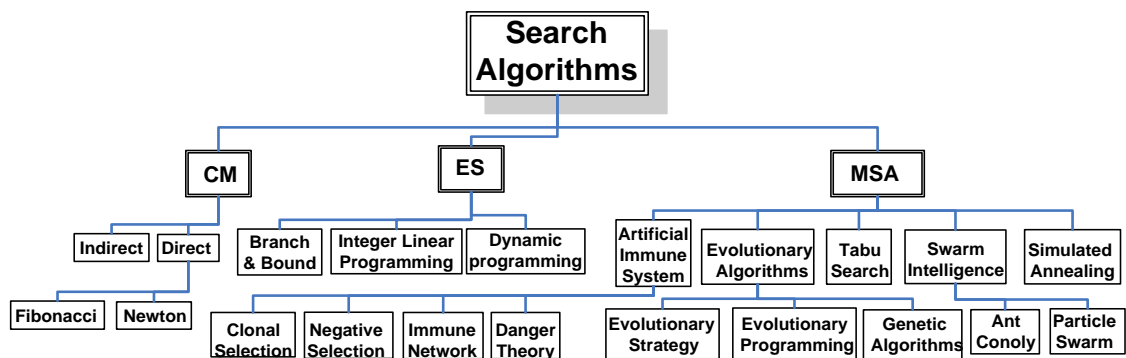 Search
Algorithms
CM
ES
MSA
Indirect
Direct
Branch
& Bound
Integer Linear
Programming
Dynamic
programming
Artificial
Immune
System
Evolutionary
Algorithms
Tabu
Search
Swarm
Intelligence
Simulated
Annealing
Fibonacci
Newton
Clonal
Selection
Negative
Selection
Immune
Network
Danger
Theory
Evolutionary
Strategy
Evolutionary
Programming
Genetic
Algorithms
Ant
Conoly
Particle
Swarm